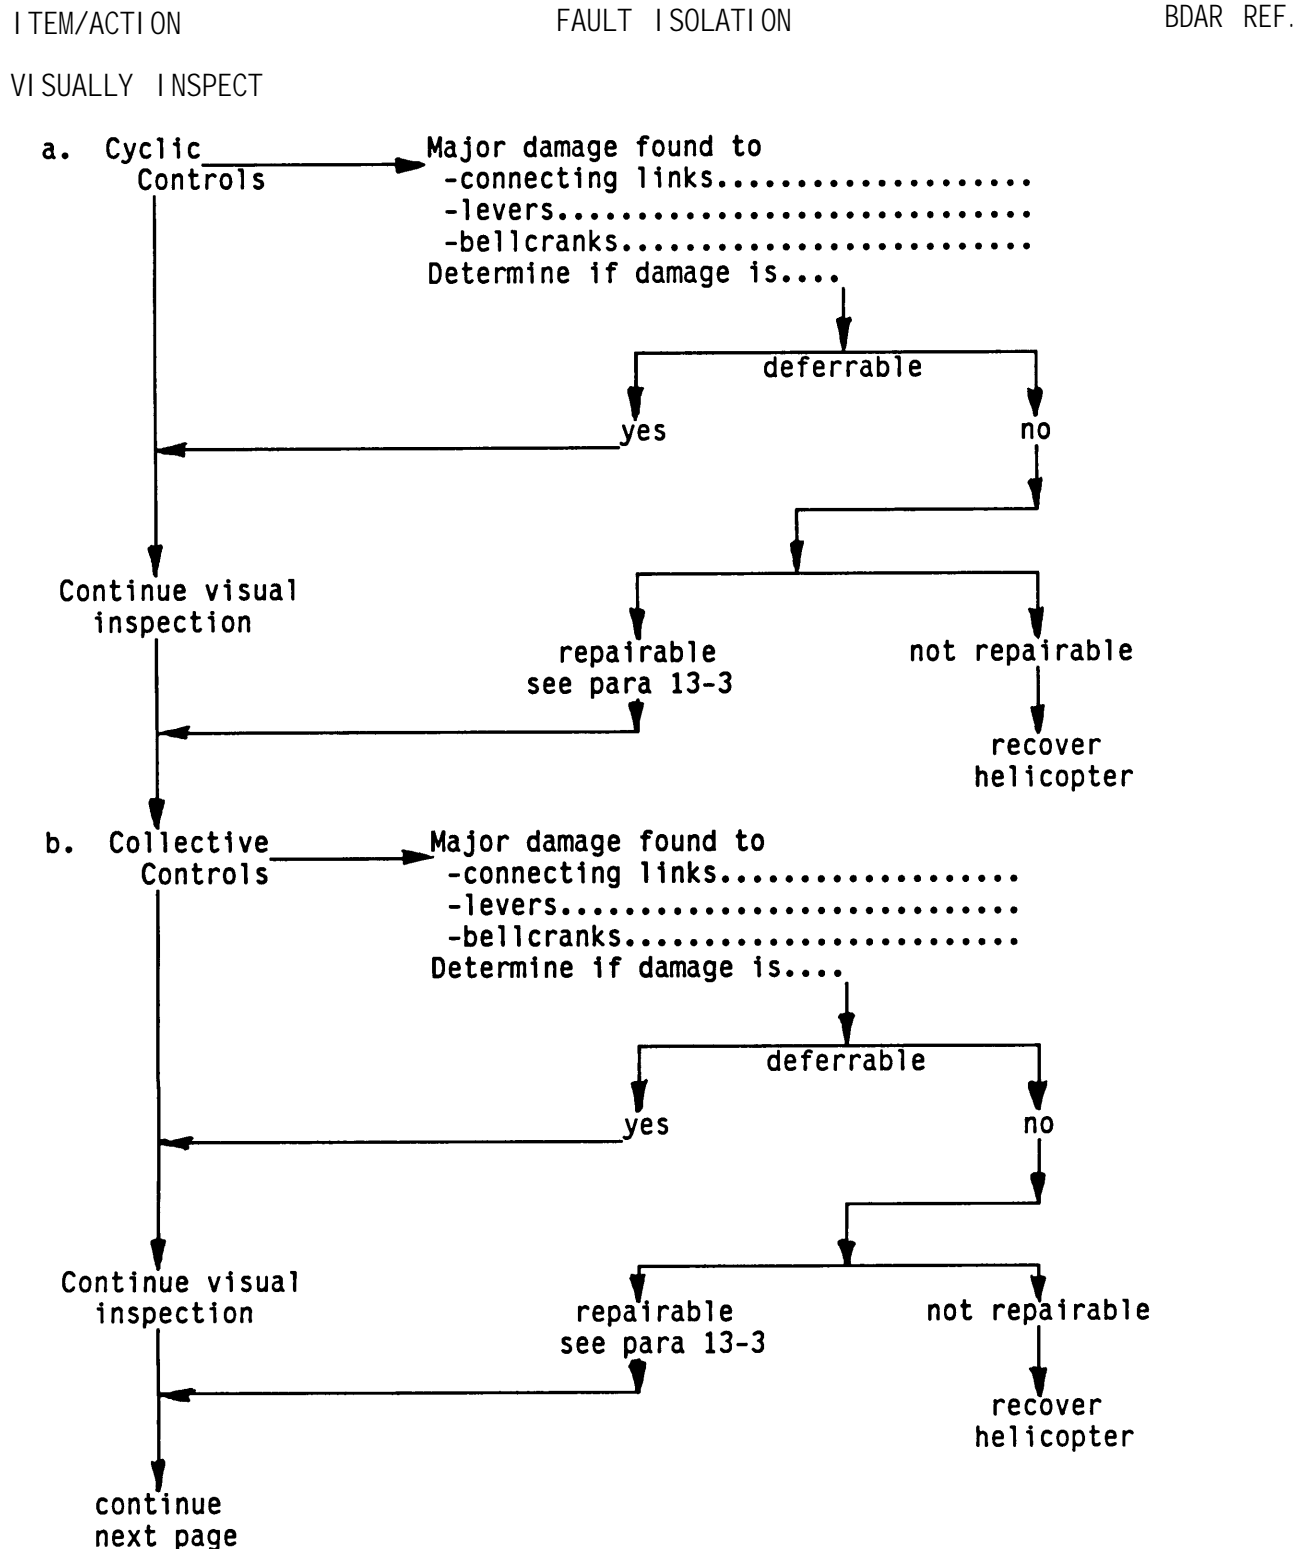 ITEM/ACTION FAULT ISOLATION BDAR REF.
VISUALLY INSPECT
a. Cyclic Controls
Major damage found to
-connecting links....................
-levers..............................
-bellcranks..........................
Determine if damage is....
deferrable
yes
no
Continue visual
inspection
repairable
see para 13-3
not repairable
recover
helicopter
b. Collective Controls
Major damage found to
-connecting links...................
-levers.............................
-bellcranks.........................
Determine if damage is....
deferrable
yes
no
Continue visual
inspection
repairable
see para 13-3
not repairable
recover
helicopter
continue
next page